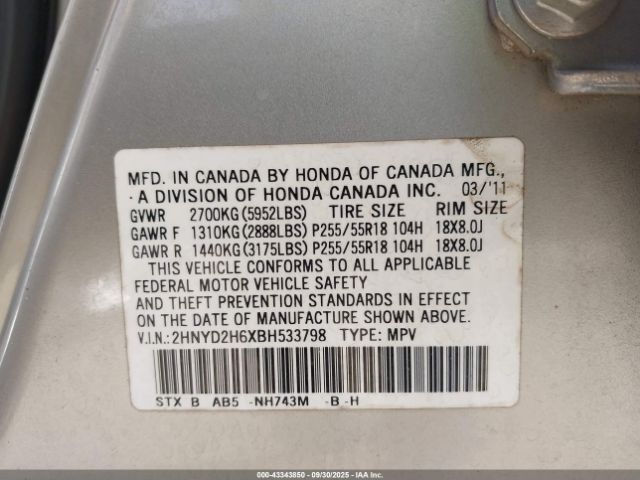 MFD. IN CANADA BY HONDA OF CANADA MFG.,
A DIVISION OF HONDA CANADA INC. 03/'11
GVWR 2700KG(5952LBS) TIRE SIZE RIM SIZE
GAWR F 1310KG(2888LBS) P255/55R18 104H 18X8.0J
GAWR R 1440KG(3175LBS) P255/55R18 104H 18X8.0J
THIS VEHICLE CONFORMS TO ALL APPLICABLE
FEDERAL MOTOR VEHICLE SAFETY
AND THEFT PREVENTION STANDARDS IN EFFECT
ON THE DATE OF MANUFACTURE SHOWN ABOVE.
V.I.N.: 2HNYD2H6XBH533798 TYPE: MPV
STX B AB5 -NH743M -B -H
000-43343850 (09/30/2025) IAA Inc.